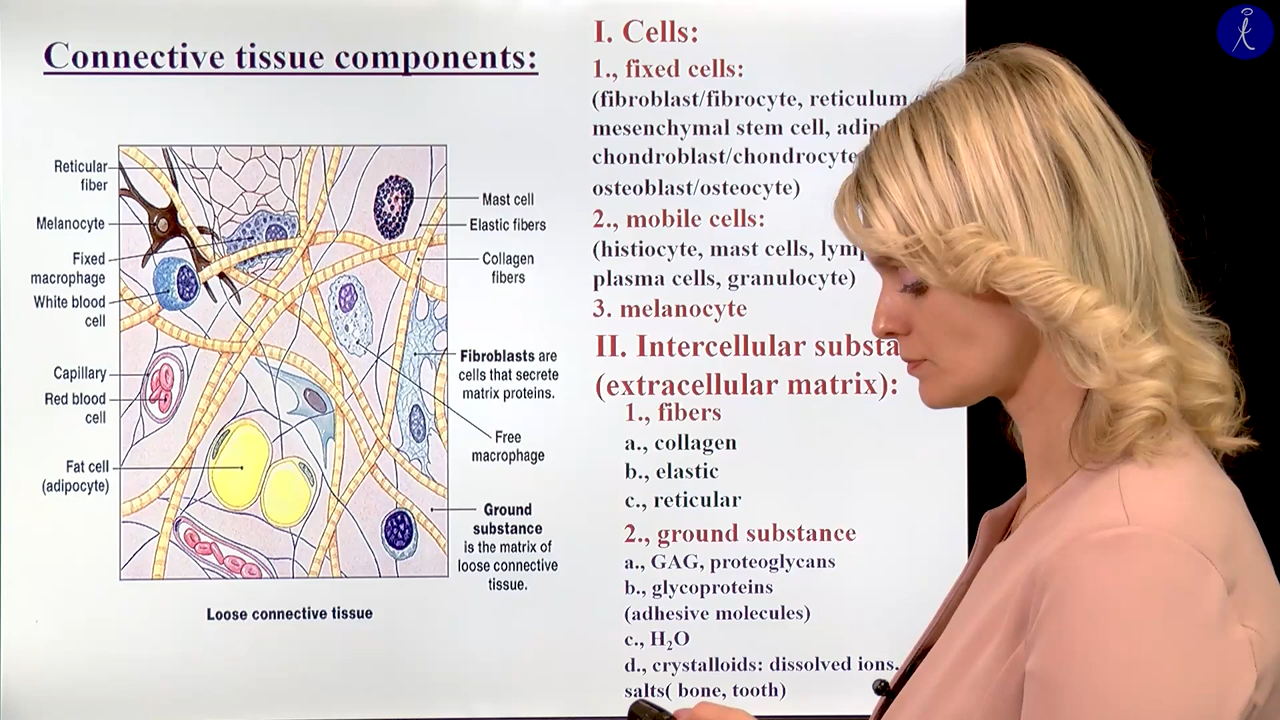 Connective tissue components:
Reticular
fiber
Melanocyte
Fixed
macrophage
White blood
cell
Capillary
Red blood
cell
Fat cell
(adipocyte)
Mast cell
Elastic fibers
Collagen
fibers
Fibroblasts are
cells that secrete
matrix proteins.
Free
macrophage
Ground
substance
is the matrix of
loose connective
tissue.
Loose connective tissue
I. Cells:
1., fixed cells:
(fibroblast/fibrocyte, reticulum
mesenchymal stem cell,
chondroblast/chondrocyte
osteoblast/osteocyte)
2., mobile cells:
(histiocyte, mast cells,
plasma cells, granulocyte)
3. melanocyte
II. Intercellular
(extracellular matrix):
1., fibers
a., collagen
b., elastic
c., reticular
2., ground substance
a., GAG, proteoglycans
b., glycoproteins
(adhesive molecules)
c., H₂O
d., crystalloids: dissolved ions,
salts( bone, tooth)